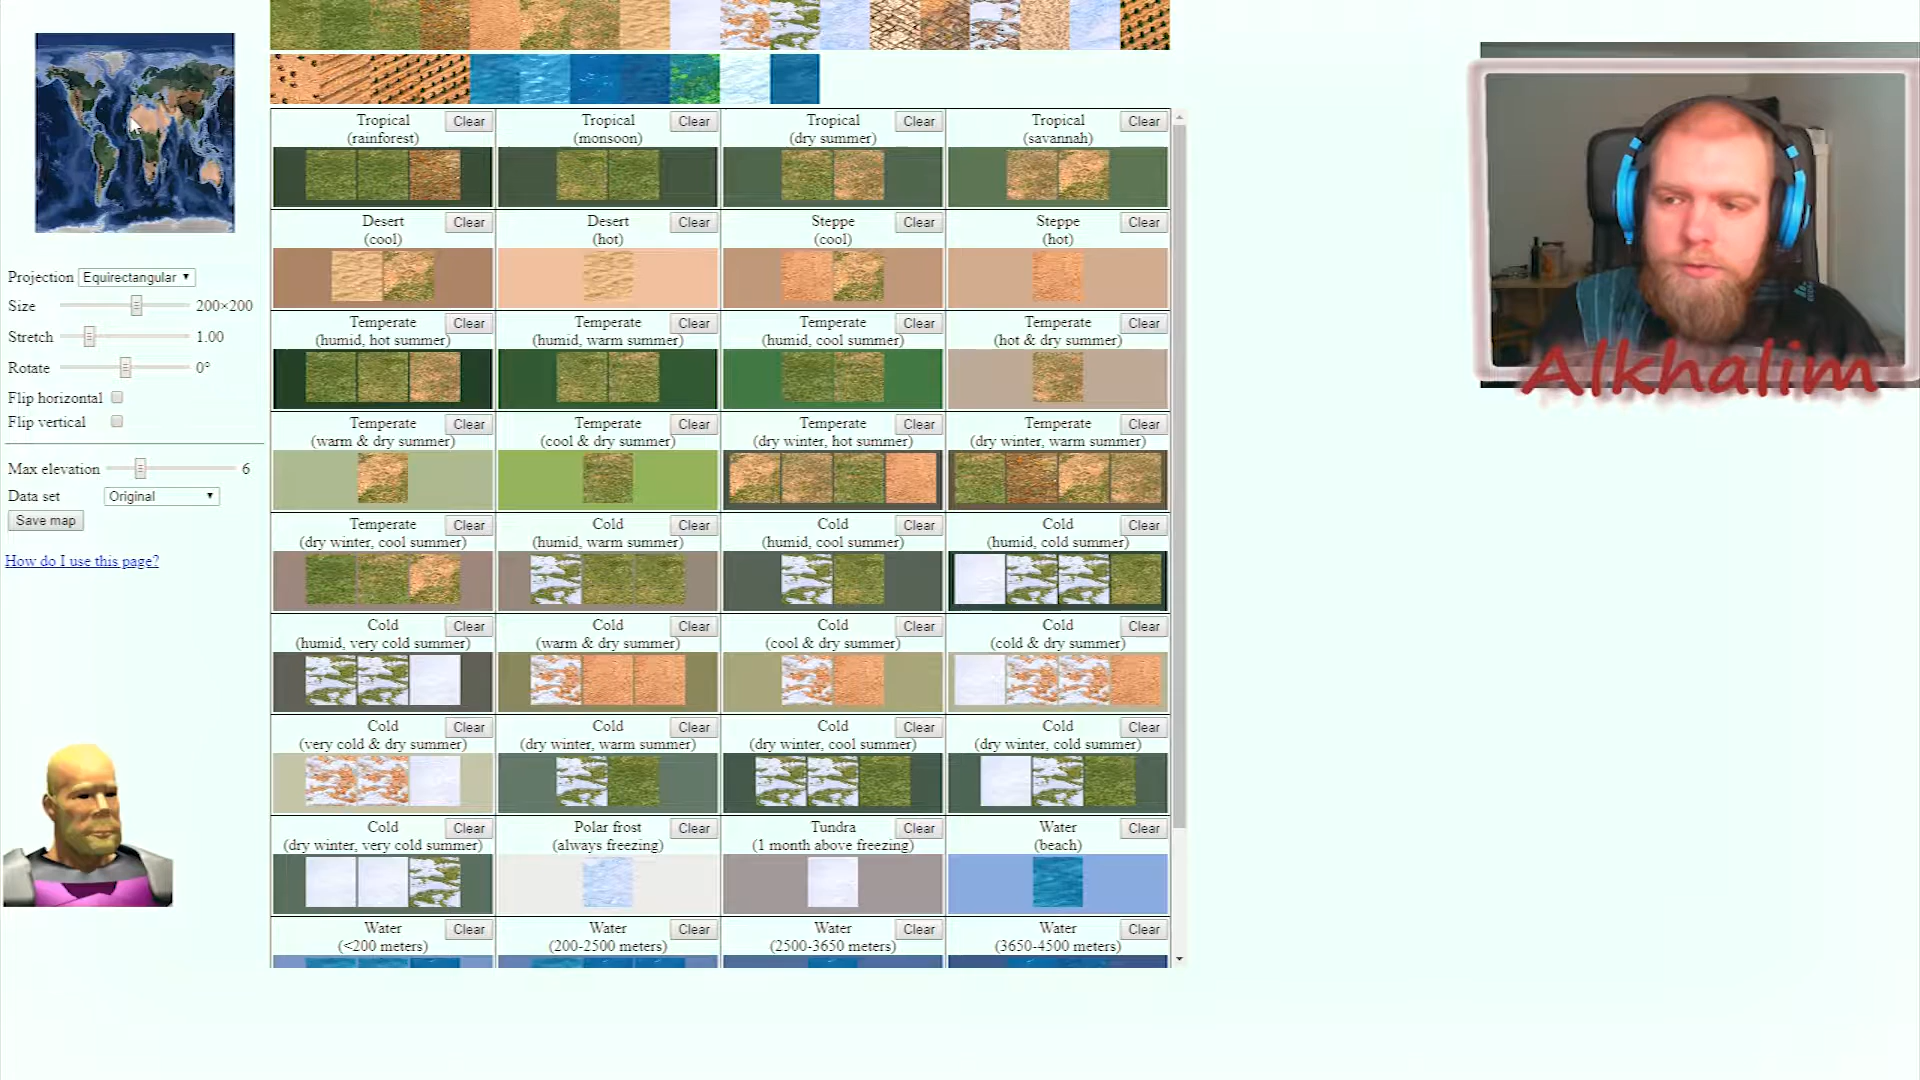 Tropical
(rainforest)
Clear
Tropical
(monsoon)
Clear
Tropical
(dry summer)
Clear
Tropical
(savannah)
Clear
Desert
(cool)
Clear
Desert
(hot)
Clear
Steppe
(cool)
Clear
Steppe
(hot)
Clear
Projection Equirectangular
Size 200×200
Stretch 1.00
Rotate 0°
Flip horizontal
Flip vertical
Max elevation 6
Data set Original
Save map
How do I use this page?
Temperate
(humid, hot summer)
Clear
Temperate
(humid, warm summer)
Clear
Temperate
(humid, cool summer)
Clear
Temperate
(hot & dry summer)
Clear
Temperate
(warm & dry summer)
Clear
Temperate
(cool & dry summer)
Clear
Temperate
(dry winter, hot summer)
Clear
Temperate
(dry winter, warm summer)
Clear
Temperate
(dry winter, cool summer)
Clear
Cold
(humid, warm summer)
Clear
Cold
(humid, cool summer)
Clear
Cold
(humid, cold summer)
Clear
Cold
(humid, very cold summer)
Clear
Cold
(warm & dry summer)
Clear
Cold
(cool & dry summer)
Clear
Cold
(cold & dry summer)
Clear
Cold
(very cold & dry summer)
Clear
Cold
(dry winter, warm summer)
Clear
Cold
(dry winter, cool summer)
Clear
Cold
(dry winter, cold summer)
Clear
Cold
(dry winter, very cold summer)
Clear
Polar frost
(always freezing)
Clear
Tundra
(1 month above freezing)
Clear
Water
(beach)
Clear
Water
(<200 meters)
Clear
Water
(200-2500 meters)
Clear
Water
(2500-3650 meters)
Clear
Water
(3650-4500 meters)
Clear
Alkhalim